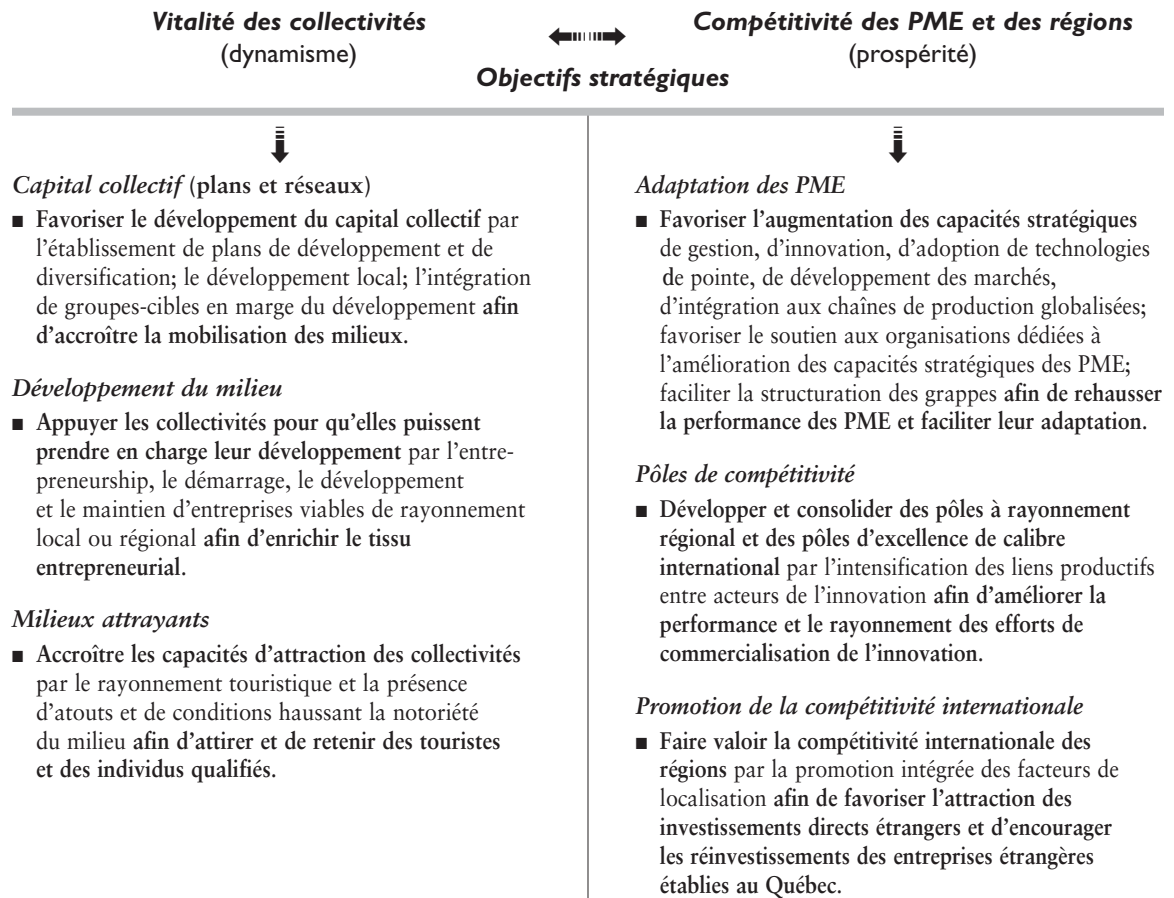 Vitalité des collectivités
(dynamisme)
Compétitivité des PME et des régions
(prospérité)
Objectifs stratégiques
Capital collectif (plans et réseaux)
■ Favoriser le développement du capital collectif par
l'établissement de plans de développement et de
diversification; le développement local; l'intégration
de groupes-cibles en marge du développement afin
d'accroître la mobilisation des milieux.
Développement du milieu
■ Appuyer les collectivités pour qu'elles puissent
prendre en charge leur développement par l'entre-
preneurship, le démarrage, le développement
et le maintien d'entreprises viables de rayonnement
local ou régional afin d'enrichir le tissu
entrepreneurial.
Milieux attrayants
■ Accroître les capacités d'attraction des collectivités
par le rayonnement touristique et la présence
d'atouts et de conditions haussant la notoriété
du milieu afin d'attirer et de retenir des touristes
et des individus qualifiés.
Adaptation des PME
■ Favoriser l'augmentation des capacités stratégiques
de gestion, d'innovation, d'adoption de technologies
de pointe, de développement des marchés,
d'intégration aux chaînes de production globalisées;
favoriser le soutien aux organisations dédiées à
l'amélioration des capacités stratégiques des PME;
faciliter la structuration des grappes afin de rehausser
la performance des PME et faciliter leur adaptation.
Pôles de compétitivité
■ Développer et consolider des pôles à rayonnement
régional et des pôles d'excellence de calibre
international par l'intensification des liens productifs
entre acteurs de l'innovation afin d'améliorer la
performance et le rayonnement des efforts de
commercialisation de l'innovation.
Promotion de la compétitivité internationale
■ Faire valoir la compétitivité internationale des
régions par la promotion intégrée des facteurs de
localisation afin de favoriser l'attraction des
investissements directs étrangers et d'encourager
les réinvestissements des entreprises étrangères
établies au Québec.